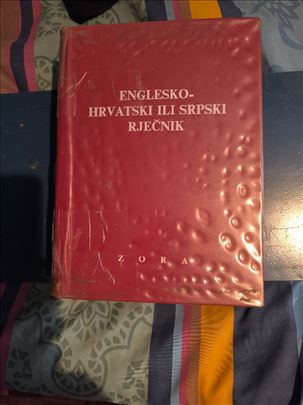 ENGLESKO-
HRVATSKI ILI SRPSKI
RJEČNIK
ZORA